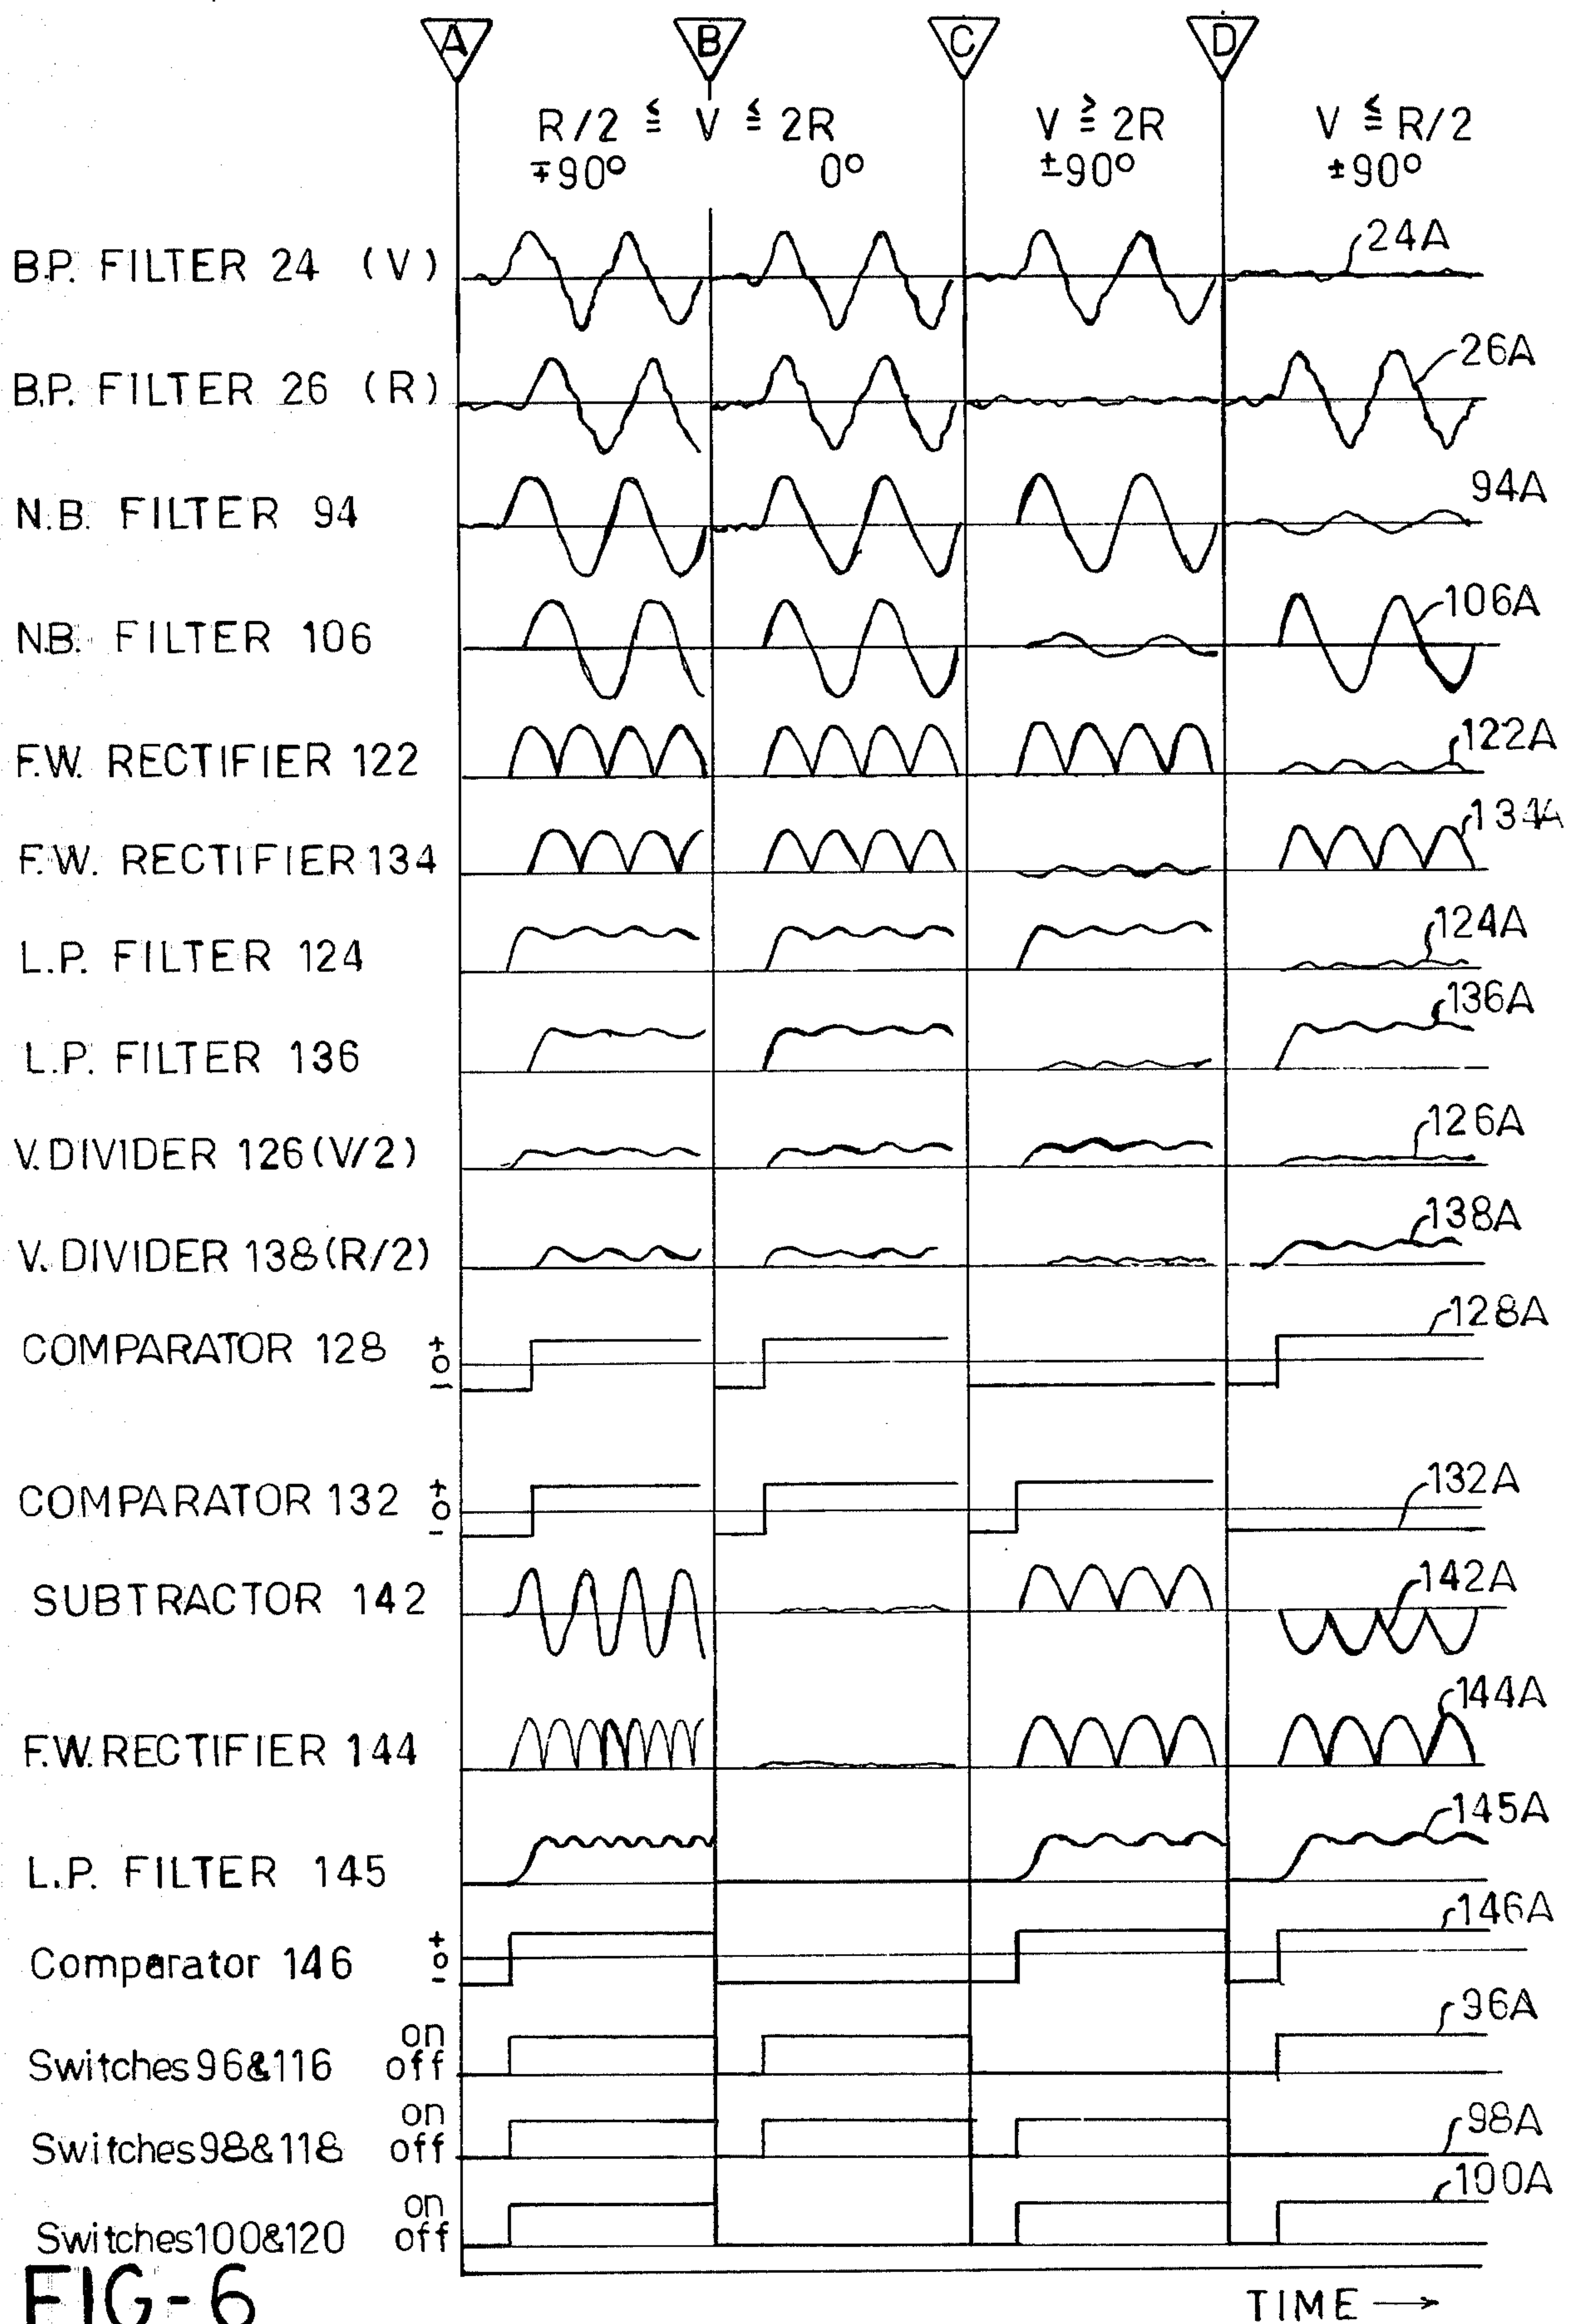 A B C D
R/2 ≦ V ≦ 2R V ≧ 2R V ≦ R/2
∓90° 0° ±90° ±90°
B.P. FILTER 24 (V) 24A
B.P. FILTER 26 (R) 26A
N.B. FILTER 94 94A
N.B. FILTER 106 106A
F.W. RECTIFIER 122 122A
F.W. RECTIFIER 134 134A
L.P. FILTER 124 124A
L.P. FILTER 136 136A
V. DIVIDER 126 (V/2) 126A
V. DIVIDER 138 (R/2) 138A
COMPARATOR 128 + 0 − 128A
COMPARATOR 132 + 0 − 132A
SUBTRACTOR 142 142A
F.W. RECTIFIER 144 144A
L.P. FILTER 145 145A
Comparator 146 + 0 − 146A
Switches 96&116 on off 96A
Switches 98&118 on off 98A
Switches 100&120 on off 100A
FIG-6
TIME →